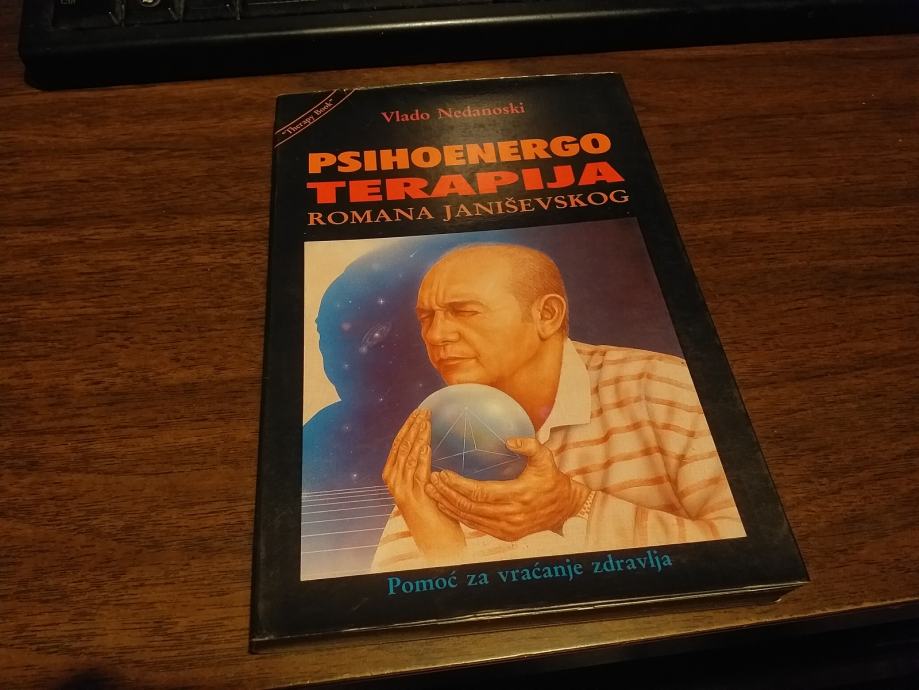 "Therapy Book"
Vlado Nedanoski
PSIHOENERGO
TERAPIJA
ROMANA JANIŠEVSKOG
Pomoć za vraćanje zdravlja